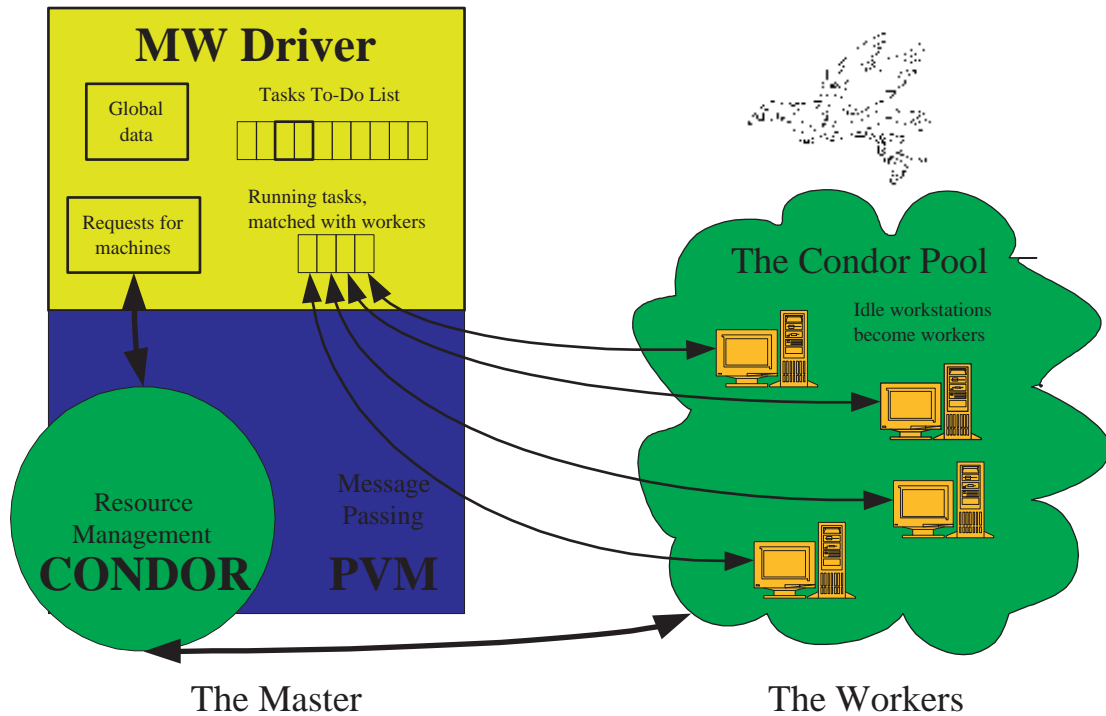 MW Driver
Global
data
Tasks To-Do List
Requests for
machines
Running tasks,
matched with workers
The Condor Pool
Idle workstations
become workers
Resource
Management
CONDOR
Message
Passing
PVM
The Master
The Workers